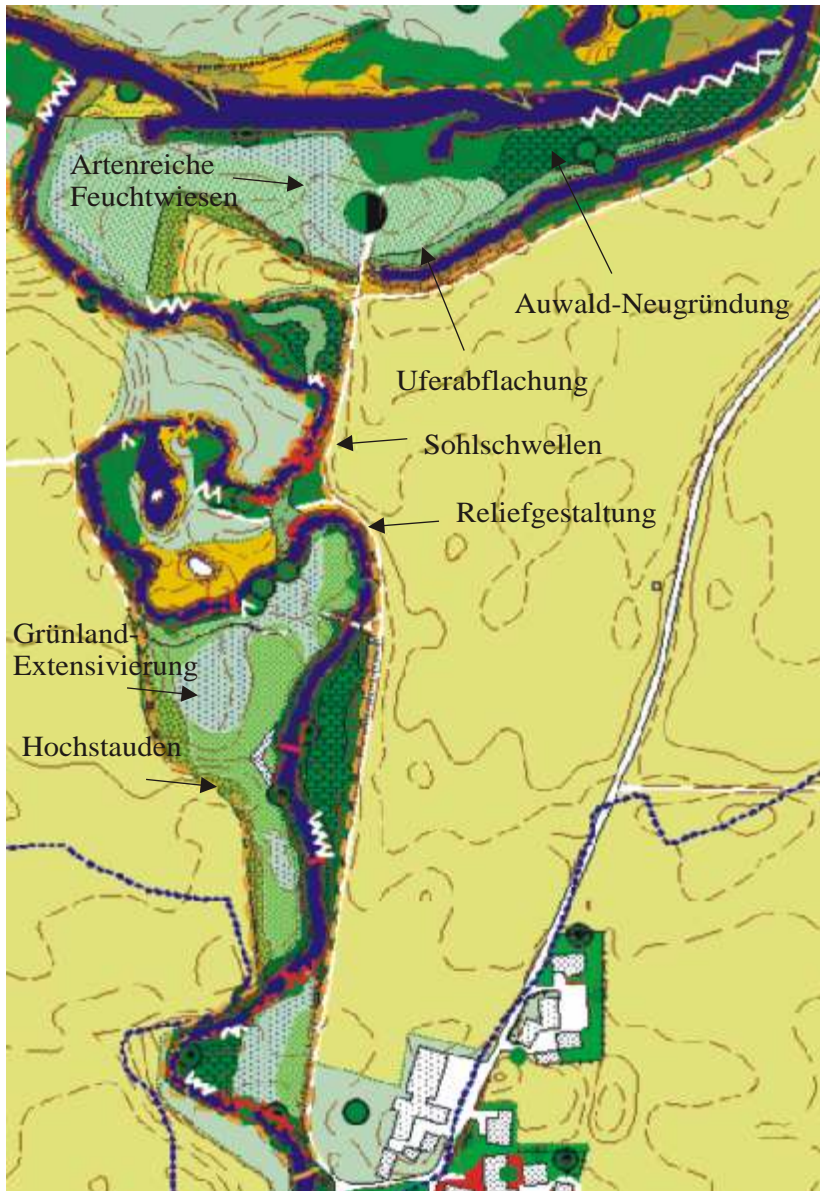 Artenreiche
Feuchtwiesen
Auwald-Neugründung
Uferabflachung
Sohlschwellen
Reliefgestaltung
Grünland-
Extensivierung
Hochstauden